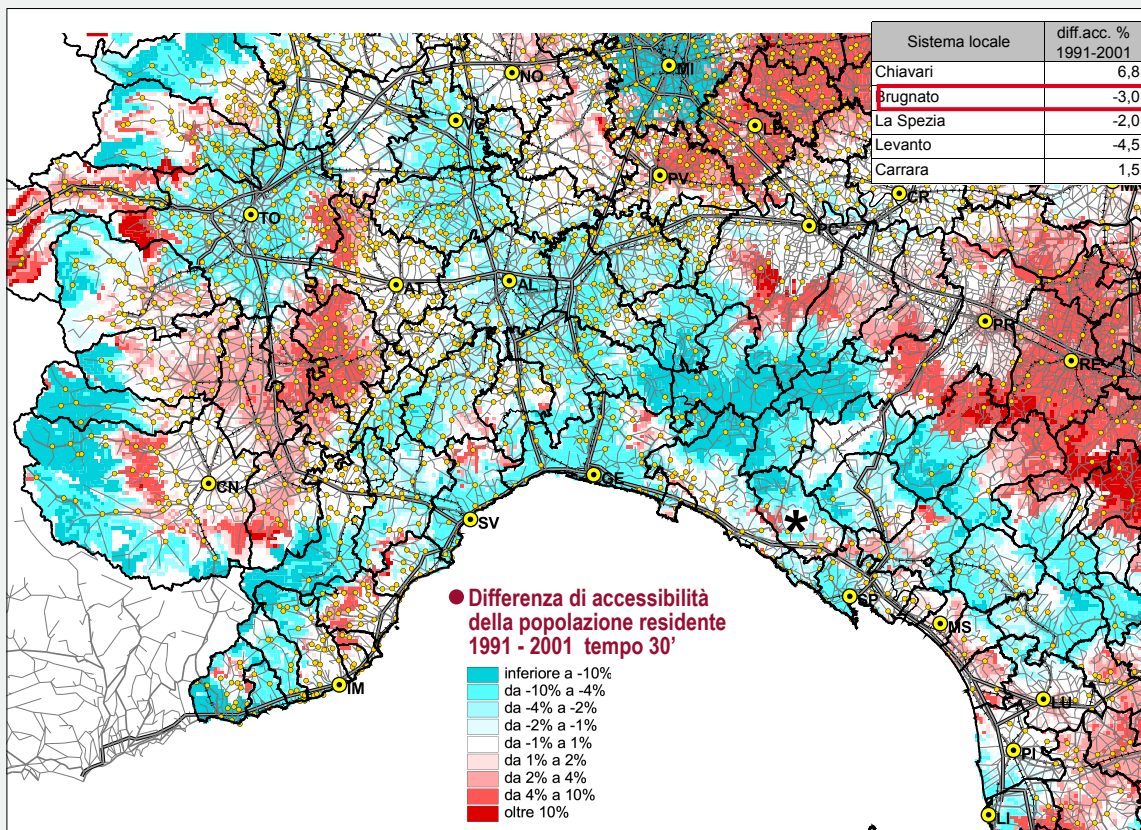 Sistema locale
diff.acc. %
1991-2001
Chiavari 6,8
Brugnato -3,0
La Spezia -2,0
Levanto -4,5
Carrara 1,5
NO
MI
LO
PV
CR
TO
PC
AT
AL
PR
RE
CN
GE
SV
*
SP
MS
IM
LU
PI
LI
● Differenza di accessibilità
della popolazione residente
1991 - 2001 tempo 30'
inferiore a -10%
da -10% a -4%
da -4% a -2%
da -2% a -1%
da -1% a 1%
da 1% a 2%
da 2% a 4%
da 4% a 10%
oltre 10%